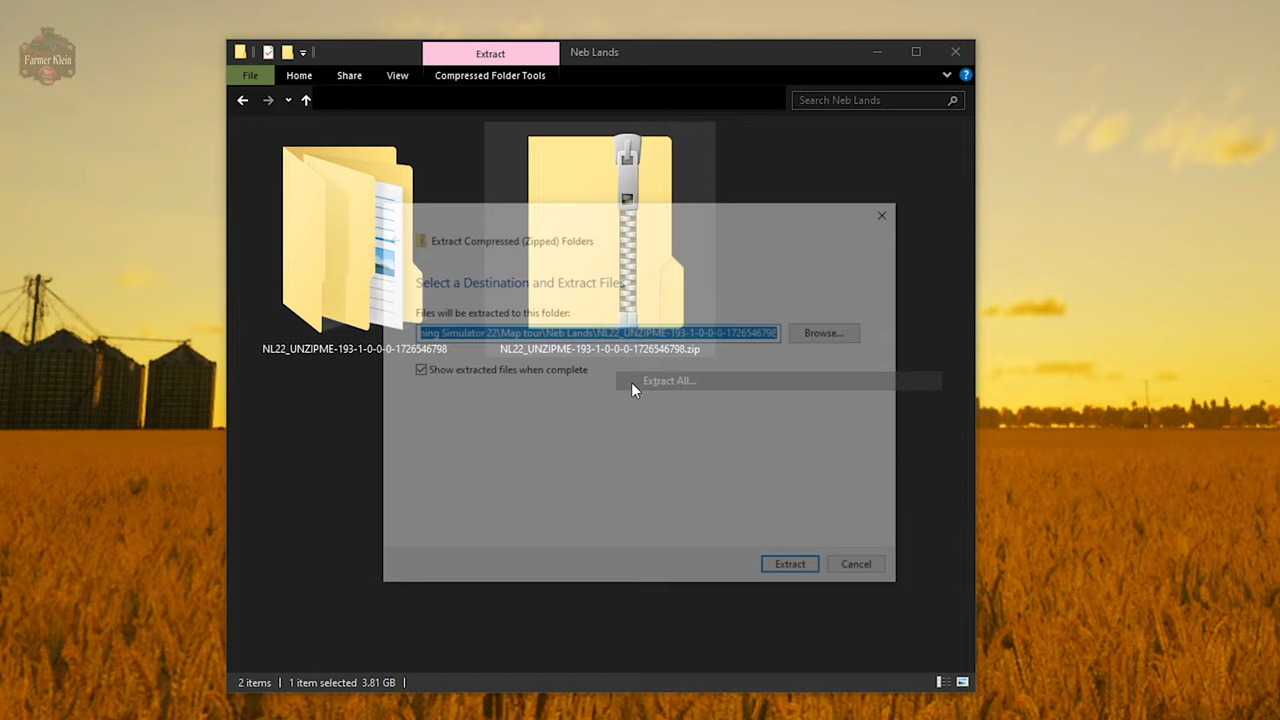 Farmer Klein
Extract
Neb Lands
File
Home
Share
View
Compressed Folder Tools
Search Neb Lands
Extract Compressed (Zipped) Folders
Select a Destination and Extract Files
Files will be extracted to this folder:
ning Simulator 22\Map tour\Neb Lands\NL22_UNZIPME-193-1-0-0-0-1726546798
Browse...
NL22_UNZIPME-193-1-0-0-0-1726546798
NL22_UNZIPME-193-1-0-0-0-1726546798.zip
Show extracted files when complete
Extract All...
Extract
Cancel
2 items
1 item selected 3.81 GB